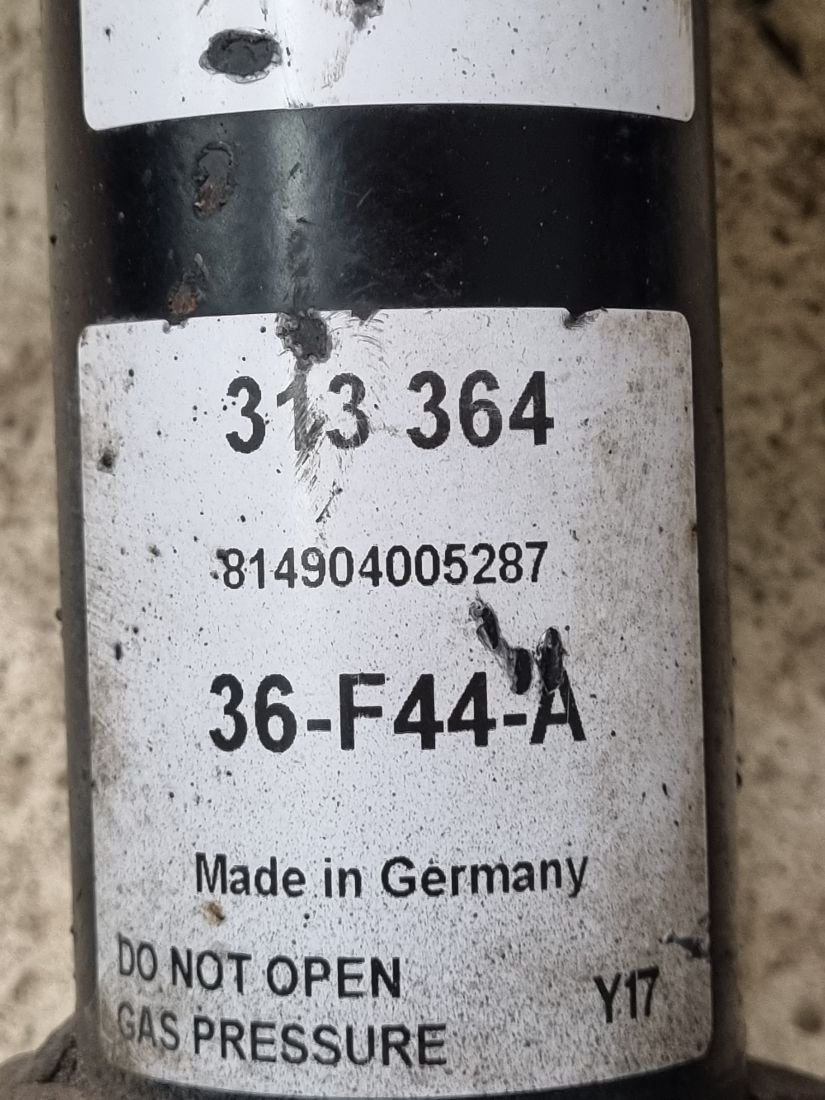 313 364
814904005287
36-F44-A
Made in Germany
DO NOT OPEN
GAS PRESSURE
Y17